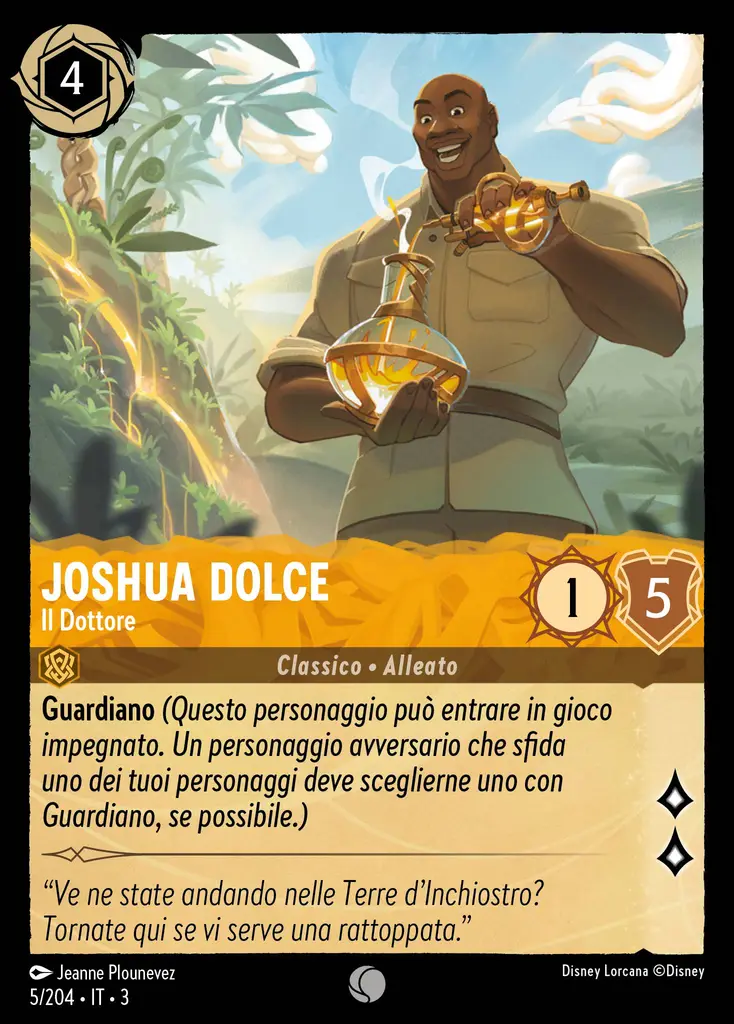 4
JOSHUA DOLCE
Il Dottore
1
5
Classico • Alleato
Guardiano (Questo personaggio può entrare in gioco
impegnato. Un personaggio avversario che sfida
uno dei tuoi personaggi deve sceglierne uno con
Guardiano, se possibile.)
“Ve ne state andando nelle Terre d’Inchiostro?
Tornate qui se vi serve una rattoppata.”
Jeanne Plounevez
Disney Lorcana ©Disney
5/204 • IT • 3